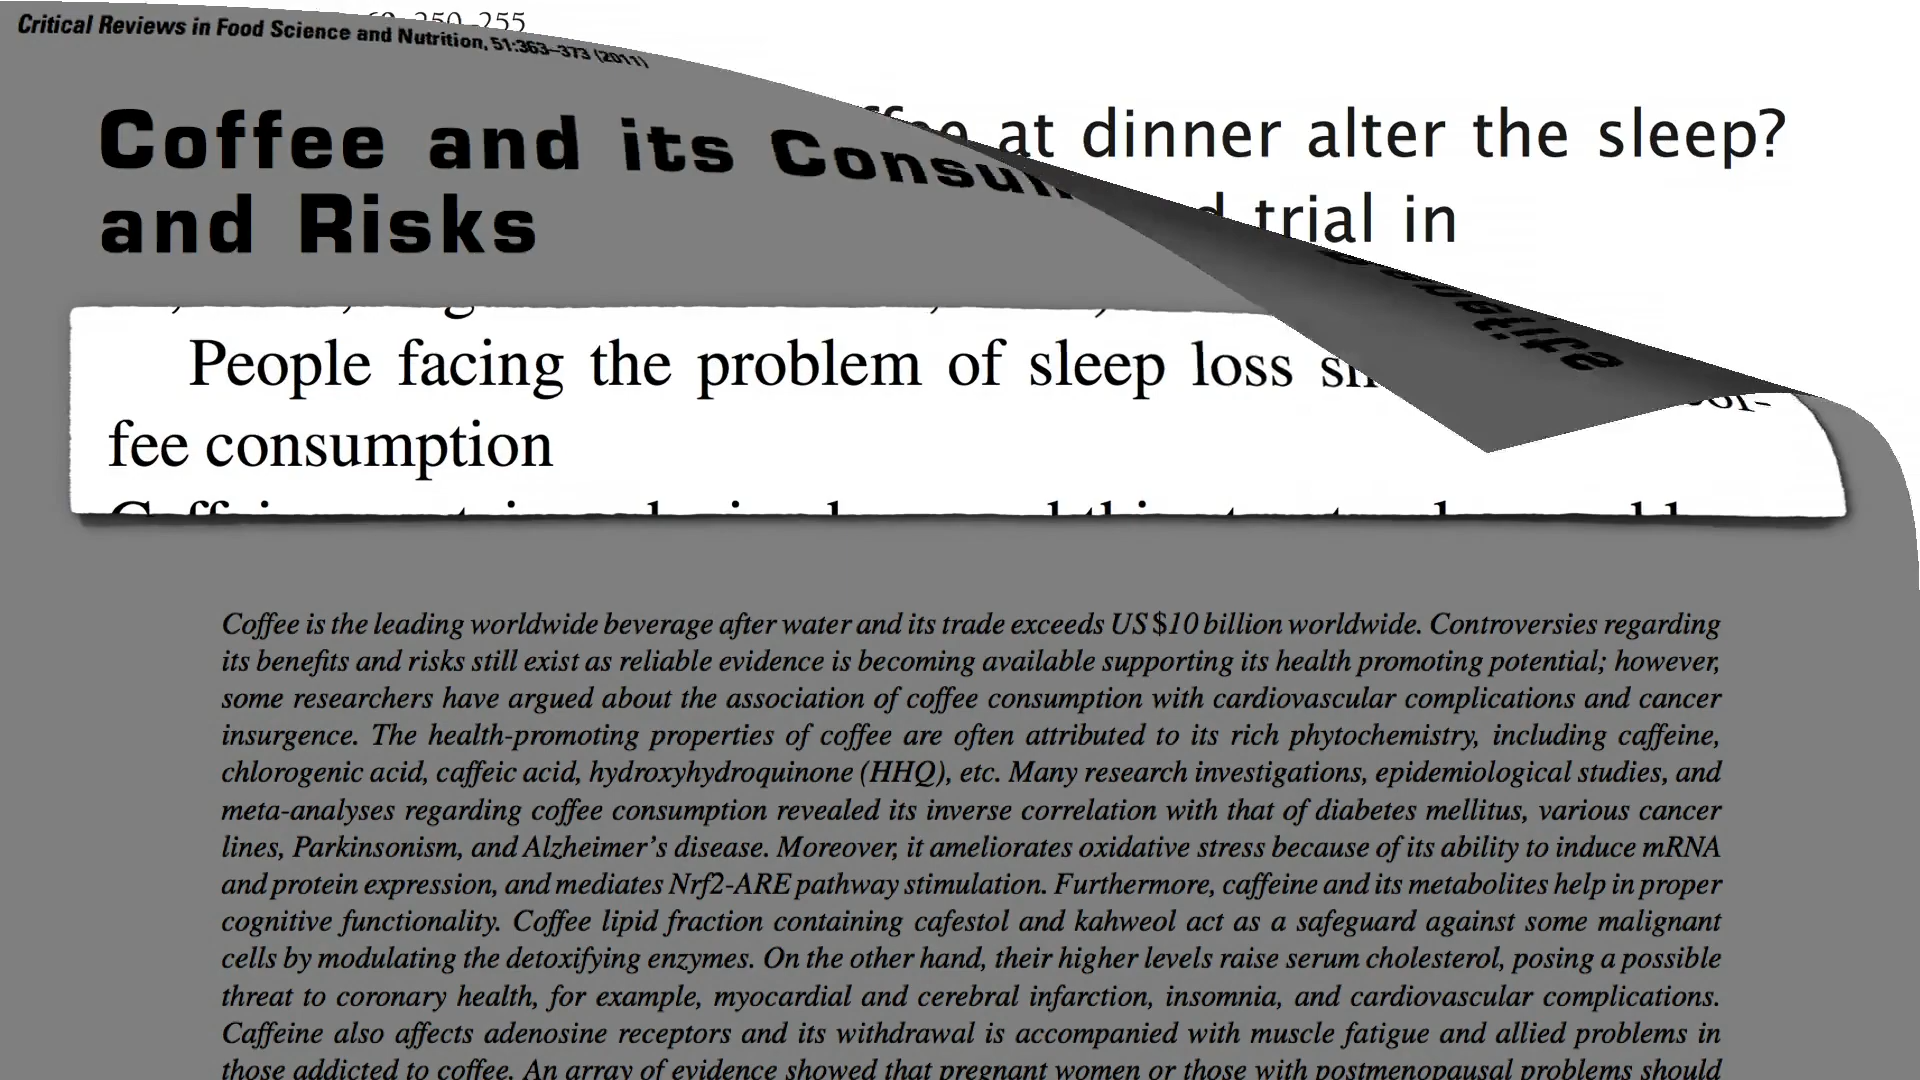 250–255
Critical Reviews in Food Science and Nutrition, 51:363–373 (2011)
at dinner alter the sleep?
Coffee and its
trial in
and Risks
People facing the problem of sleep loss
fee consumption
Coffee is the leading worldwide beverage after water and its trade exceeds US $10 billion worldwide. Controversies regarding
its benefits and risks still exist as reliable evidence is becoming available supporting its health promoting potential; however,
some researchers have argued about the association of coffee consumption with cardiovascular complications and cancer
insurgence. The health-promoting properties of coffee are often attributed to its rich phytochemistry, including caffeine,
chlorogenic acid, caffeic acid, hydroxyhydroquinone (HHQ), etc. Many research investigations, epidemiological studies, and
meta-analyses regarding coffee consumption revealed its inverse correlation with that of diabetes mellitus, various cancer
lines, Parkinsonism, and Alzheimer's disease. Moreover, it ameliorates oxidative stress because of its ability to induce mRNA
and protein expression, and mediates Nrf2-ARE pathway stimulation. Furthermore, caffeine and its metabolites help in proper
cognitive functionality. Coffee lipid fraction containing cafestol and kahweol act as a safeguard against some malignant
cells by modulating the detoxifying enzymes. On the other hand, their higher levels raise serum cholesterol, posing a possible
threat to coronary health, for example, myocardial and cerebral infarction, insomnia, and cardiovascular complications.
Caffeine also affects adenosine receptors and its withdrawal is accompanied with muscle fatigue and allied problems in
those addicted to coffee. An array of evidence showed that pregnant women or those with postmenopausal problems should